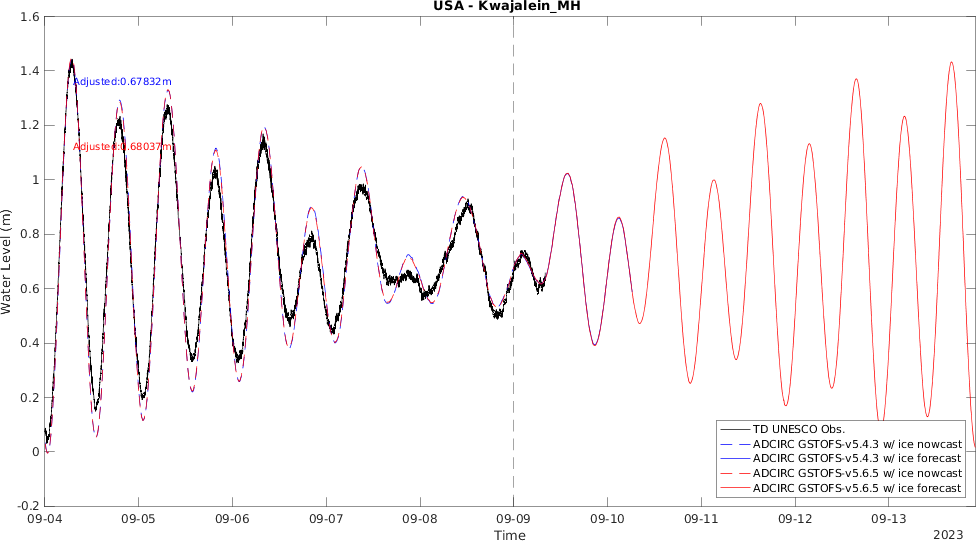 USA - Kwajalein_MH
1.6
1.4
1.2
1
0.8
0.6
0.4
0.2
0
-0.2
Water Level (m)
Adjusted:0.67832m
Adjusted:0.68037m
TD UNESCO Obs.
ADCIRC GSTOFS-v5.4.3 w/ ice nowcast
ADCIRC GSTOFS-v5.4.3 w/ ice forecast
ADCIRC GSTOFS-v5.6.5 w/ ice nowcast
ADCIRC GSTOFS-v5.6.5 w/ ice forecast
09-04 09-05 09-06 09-07 09-08 09-09 09-10 09-11 09-12 09-13
Time
2023